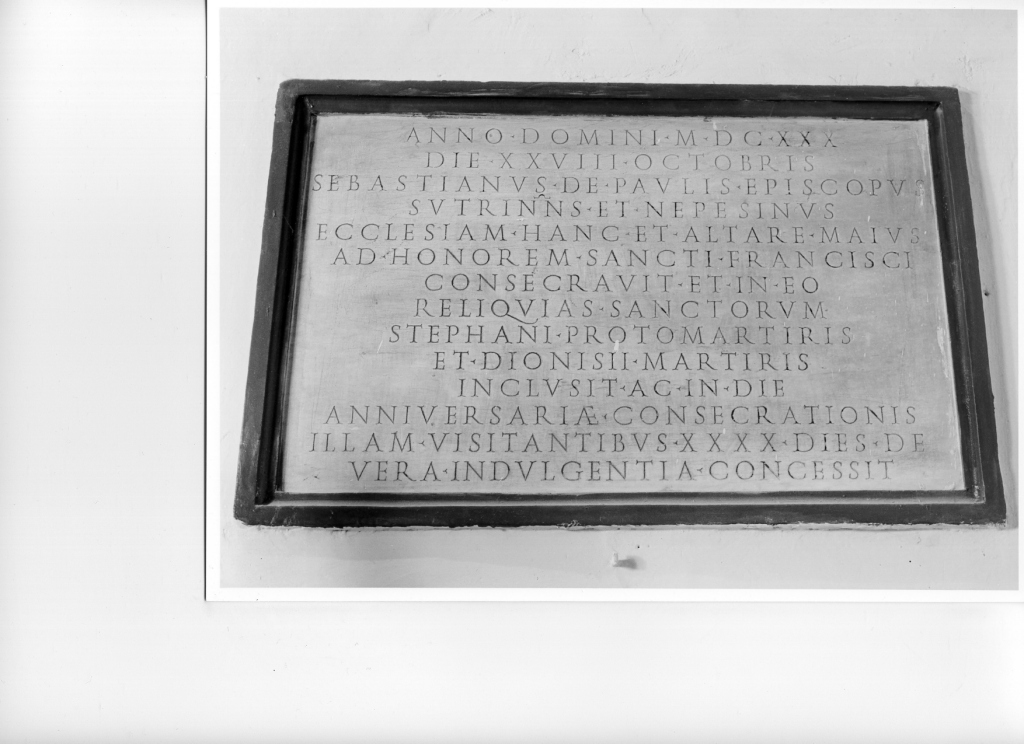 ANNO·DOMINI·M·DC·XXX
DIE·XXVIII·OCTOBRIS
SEBASTIANVS·DE·PAVLIS·EPISCOPVS
SVTRINNS·ET·NEPESINVS
ECCLESIAM·HANC·ET·ALTARE·MAIVS
AD·HONOREM·SANCTI·FRANCISCI
CONSECRAVIT·ET·IN·EO
RELIQVIAS·SANCTORVM·
STEPHANI·PROTOMARTIRIS
ET·DIONISII·MARTIRIS
INCLVSIT·AC·IN·DIE
ANNIVERSARIÆ·CONSECRATIONIS
ILLAM·VISITANTIBVS·XXXX·DIES·DE
VERA·INDVLGENTIA·CONCESSIT